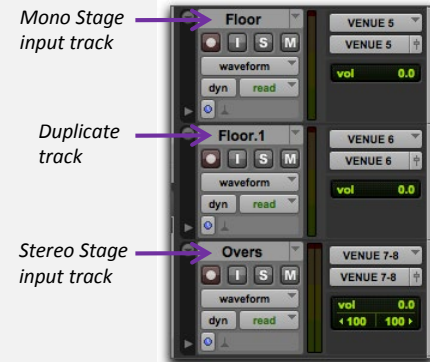 Mono Stage
input track
Floor
I S M
waveform
dyn read
VENUE 5
VENUE 5
vol 0.0
Duplicate
track
Floor.1
I S M
waveform
dyn read
VENUE 6
VENUE 6
vol 0.0
Stereo Stage
input track
Overs
I S M
waveform
dyn read
VENUE 7-8
VENUE 7-8
vol 0.0
100 100